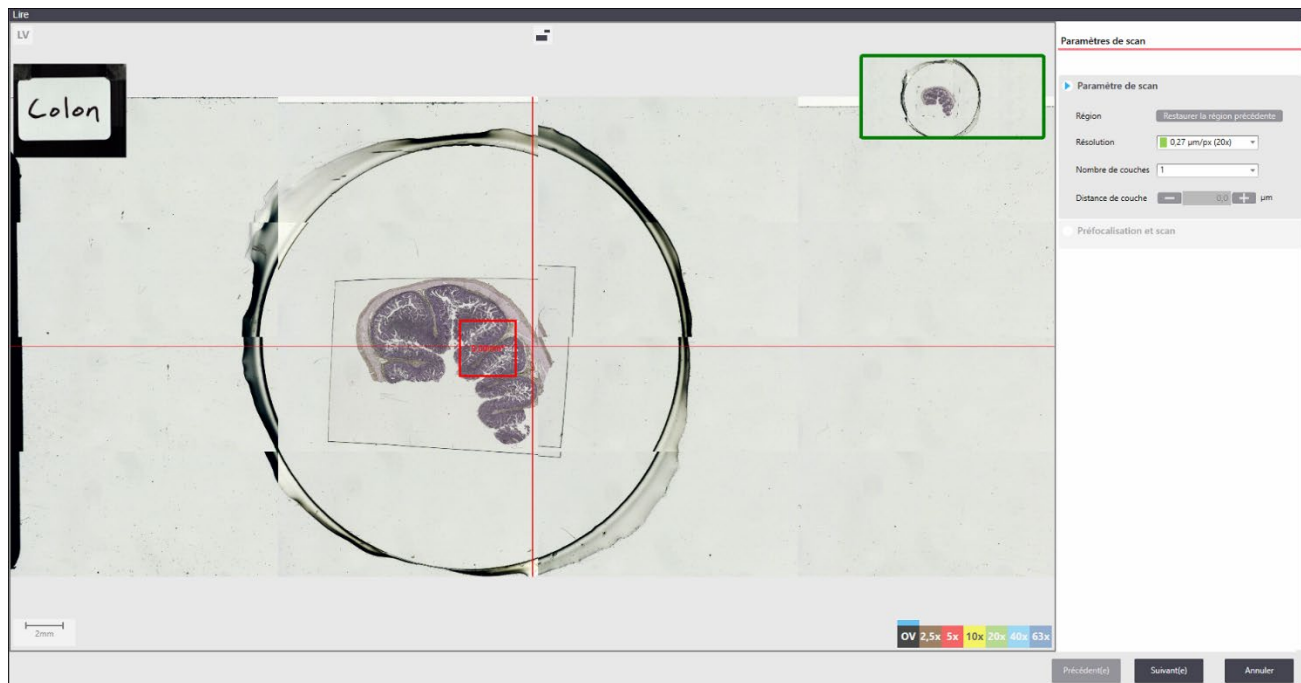 Lire
LV
Colon
2mm
OV 2,5x 5x 10x 20x 40x 63x
Paramètres de scan
Paramètre de scan
Région Restaurer la région précédente
Résolution 0,27 µm/px (20x)
Nombre de couches 1
Distance de couche 0,0 µm
Préfocalisation et scan
Précédent(e) Suivant(e) Annuler